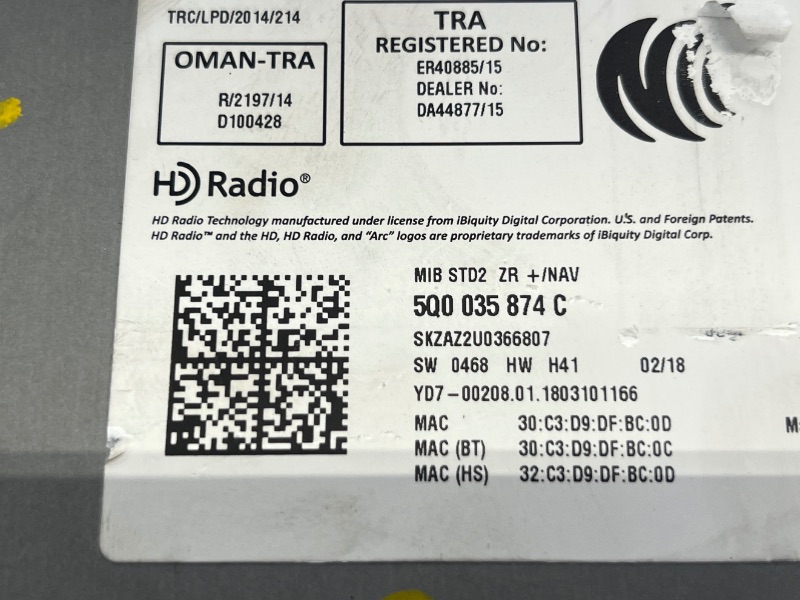 TRC/LPD/2014/214
OMAN-TRA
R/2197/14
D100428
TRA
REGISTERED No:
ER40885/15
DEALER No:
DA44877/15
HD Radio®
HD Radio Technology manufactured under license from iBiquity Digital Corporation. U.S. and Foreign Patents.
HD Radio™ and the HD, HD Radio, and “Arc” logos are proprietary trademarks of iBiquity Digital Corp.
MIB STD2 ZR +/NAV
5Q0 035 874 C
SKZAZ2U0366807
SW 0468 HW H41 02/18
YD7-00208.01.1803101166
MAC 30:C3:D9:DF:BC:0D
MAC (BT) 30:C3:D9:DF:BC:0C
MAC (HS) 32:C3:D9:DF:BC:0D